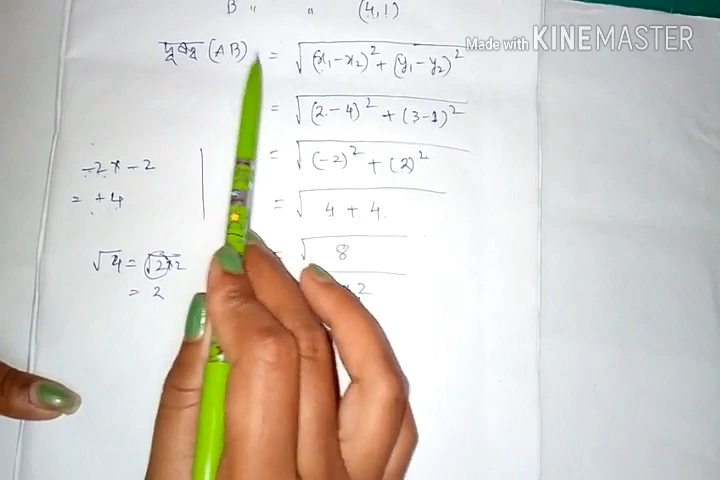 B " " (4,1)
Made with KINEMASTER
দূরত্ব (AB) = √(x₁-x₂)² + (y₁-y₂)²
= √(2-4)² + (3-1)²
= √(-2)² + (2)²
-2 × -2
= +4
= √4 + 4
√4 = √2×2
= 2
= √8